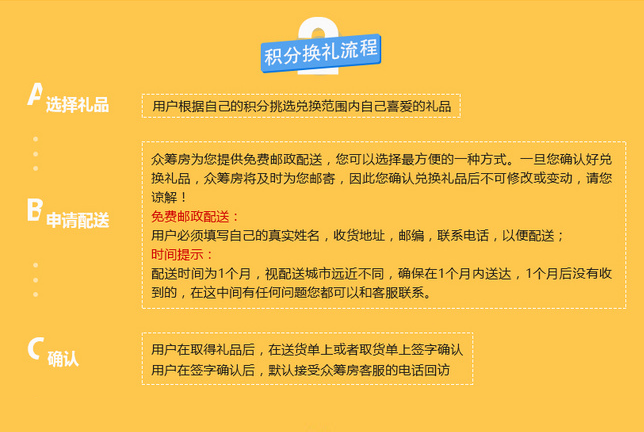 2
积分换礼流程
A 选择礼品
用户根据自己的积分挑选兑换范围内自己喜爱的礼品
B 申请配送
众筹房为您提供免费邮政配送，您可以选择最方便的一种方式。一旦您确认好兑
换礼品，众筹房将及时为您邮寄，因此您确认兑换礼品后不可修改或变动，请您
谅解！
免费邮政配送：
用户必须填写自己的真实姓名，收货地址，邮编，联系电话，以便配送；
时间提示：
配送时间为1个月，视配送城市远近不同，确保在1个月内送达，1个月后没有收
到的，在这中间有任何问题您都可以和客服联系。
C 确认
用户在取得礼品后，在送货单上或者取货单上签字确认
用户在签字确认后，默认接受众筹房客服的电话回访